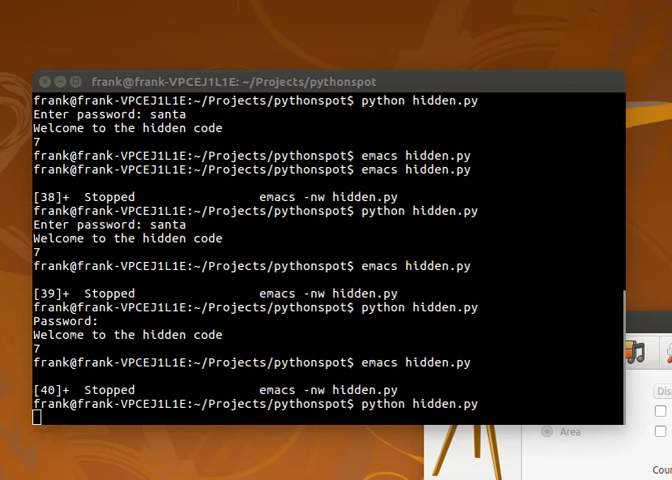 frank@frank-VPCEJ1L1E: ~/Projects/pythonspot
frank@frank-VPCEJ1L1E:~/Projects/pythonspot$ python hidden.py
Enter password: santa
Welcome to the hidden code
7
frank@frank-VPCEJ1L1E:~/Projects/pythonspot$ emacs hidden.py
frank@frank-VPCEJ1L1E:~/Projects/pythonspot$ emacs hidden.py
[38]+  Stopped                 emacs -nw hidden.py
frank@frank-VPCEJ1L1E:~/Projects/pythonspot$ python hidden.py
Enter password: santa
Welcome to the hidden code
7
frank@frank-VPCEJ1L1E:~/Projects/pythonspot$ emacs hidden.py
[39]+  Stopped                 emacs -nw hidden.py
frank@frank-VPCEJ1L1E:~/Projects/pythonspot$ python hidden.py
Password:
Welcome to the hidden code
7
frank@frank-VPCEJ1L1E:~/Projects/pythonspot$ emacs hidden.py
[40]+  Stopped                 emacs -nw hidden.py
frank@frank-VPCEJ1L1E:~/Projects/pythonspot$ python hidden.py
Area